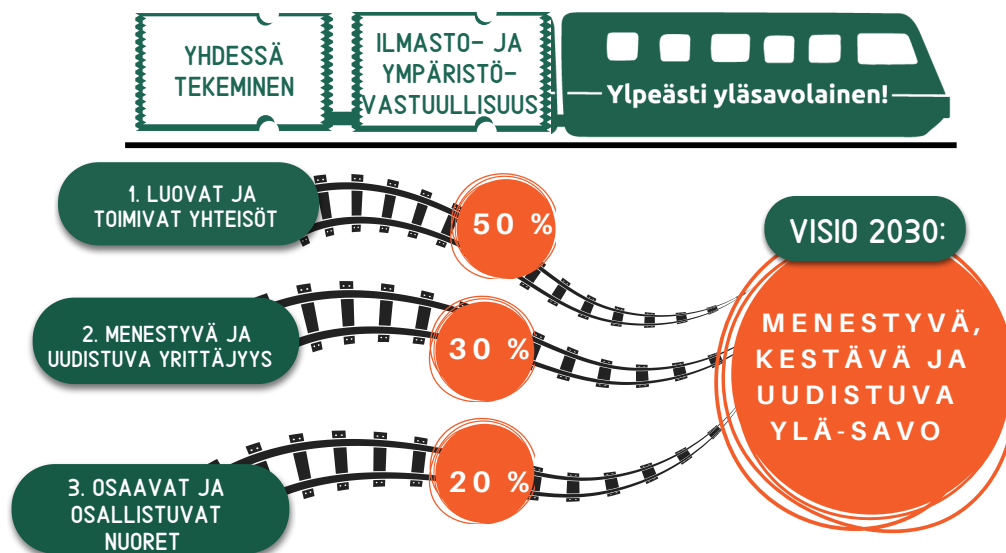 YHDESSÄ
TEKEMINEN
ILMASTO- JA
YMPÄRISTÖ-
VASTUULLISUUS
Ylpeästi yläsavolainen!
1. LUOVAT JA
TOIMIVAT YHTEISÖT
50 %
2. MENESTYVÄ JA
UUDISTUVA YRITTÄJYYS
30 %
3. OSAAVAT JA
OSALLISTUVAT
NUORET
20 %
VISIO 2030:
MENESTYVÄ,
KESTÄVÄ JA
UUDISTUVA
YLÄ-SAVO